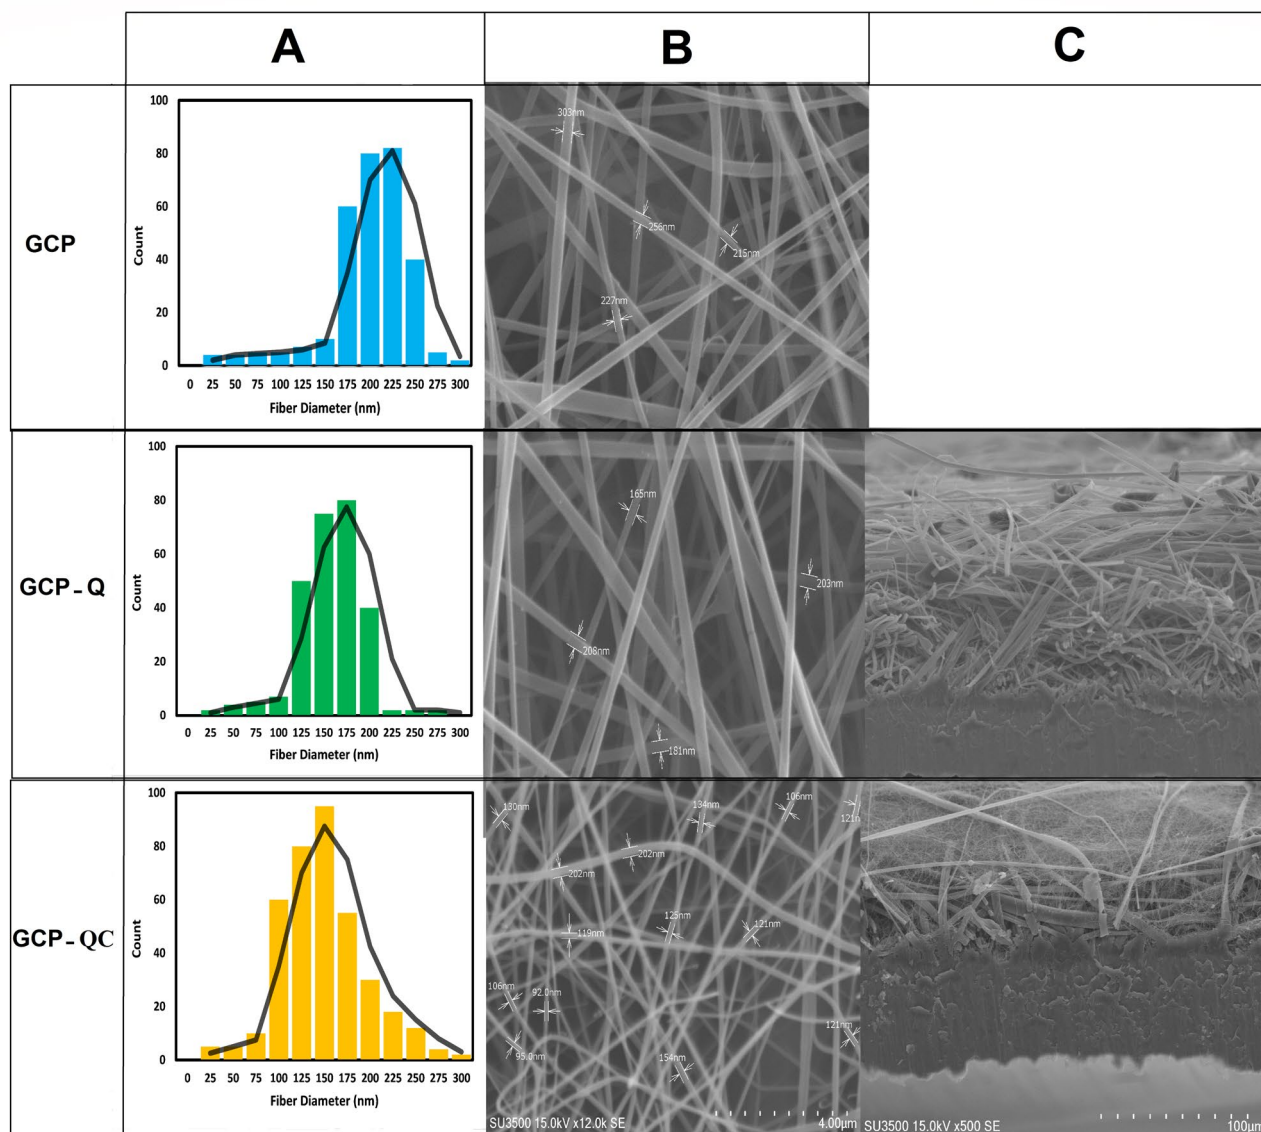 A B C
GCP
100
80
60
40
20
0
Count
0 25 50 75 100 125 150 175 200 225 250 275 300
Fiber Diameter (nm)
303nm
256nm
215nm
227nm
GCP-Q
100
80
60
40
20
0
Count
0 25 50 75 100 125 150 175 200 225 250 275 300
Fiber Diameter (nm)
165nm
203nm
208nm
181nm
GCP-QC
100
80
60
40
20
0
Count
0 25 50 75 100 125 150 175 200 225 250 275 300
Fiber Diameter (nm)
130nm
134nm
106nm
121n
202nm
202nm
125nm
121nm
119nm
106nm
92.0nm
121nm
95.0nm
154nm
SU3500 15.0kV x12.0k SE 4.00µm
SU3500 15.0kV x500 SE 100µm